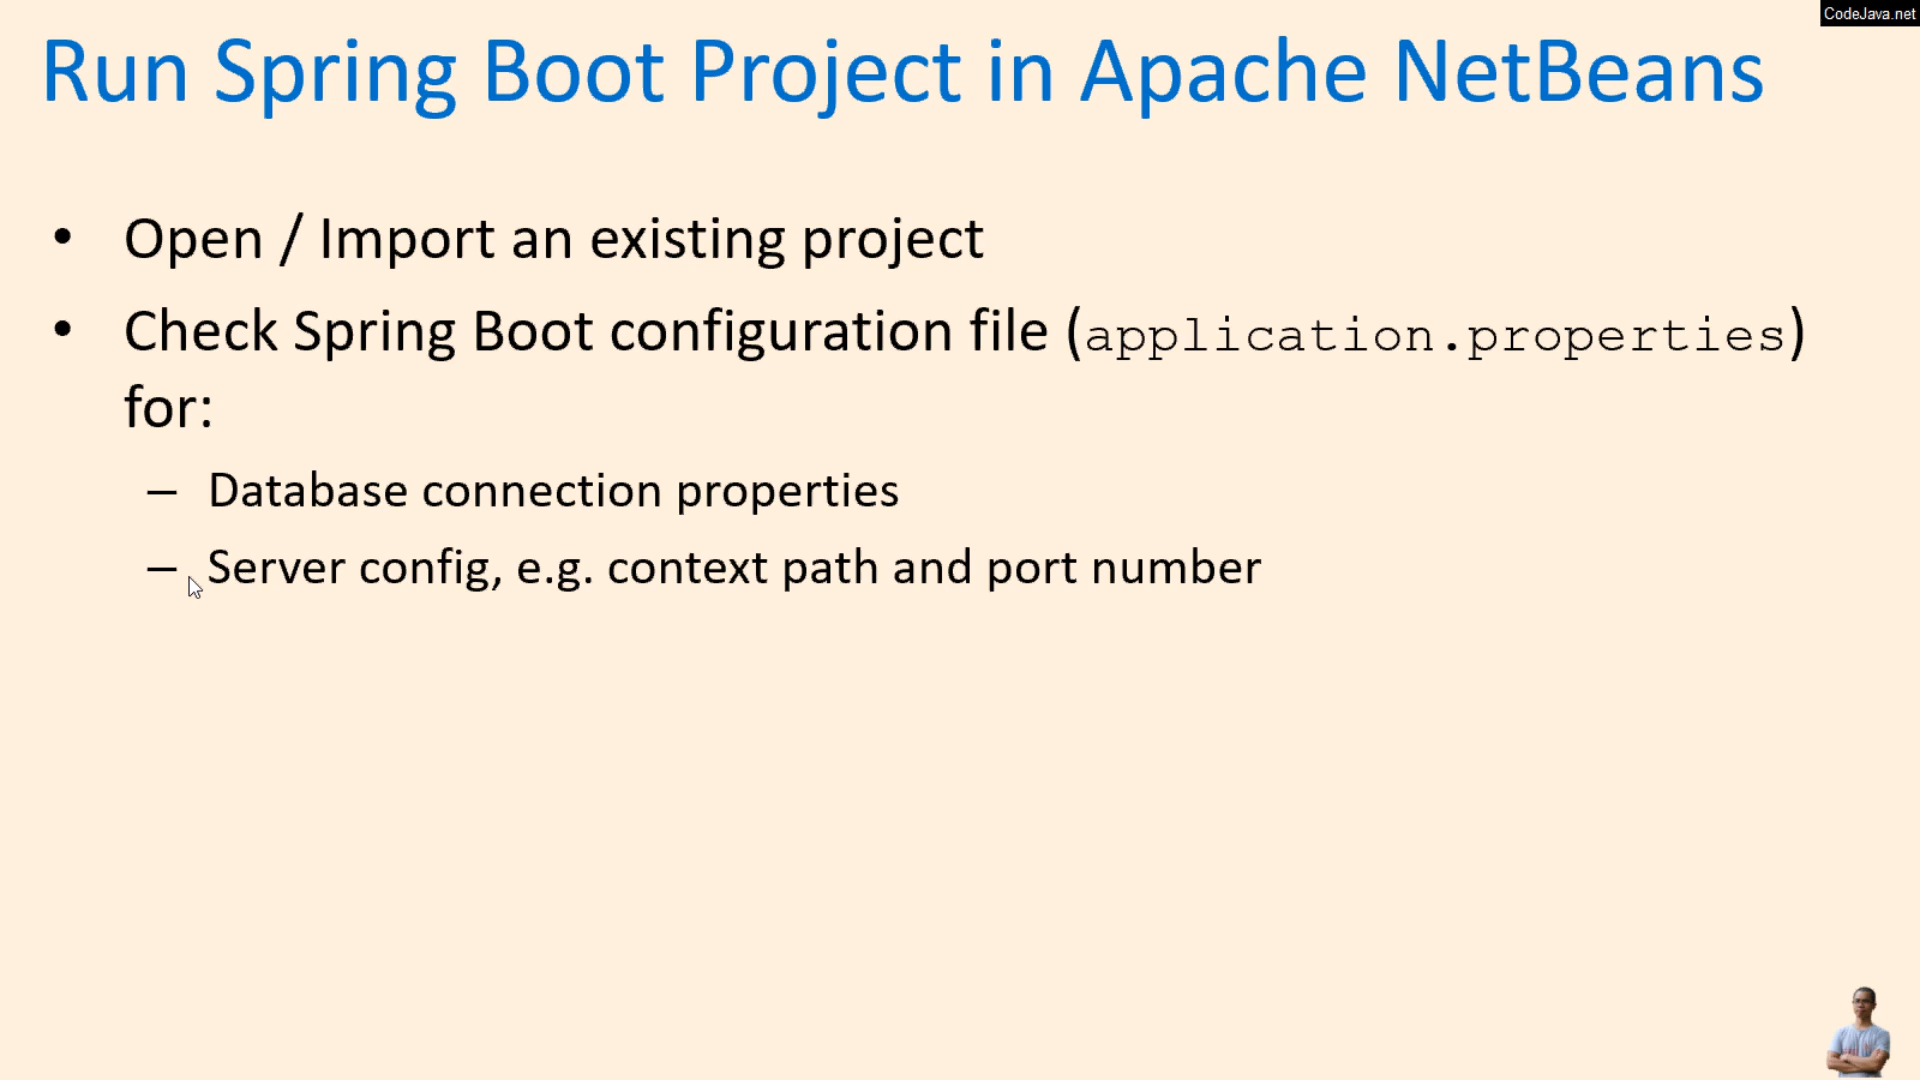 CodeJava.net
Run Spring Boot Project in Apache NetBeans
• Open / Import an existing project
• Check Spring Boot configuration file (application.properties)
for:
– Database connection properties
– Server config, e.g. context path and port number